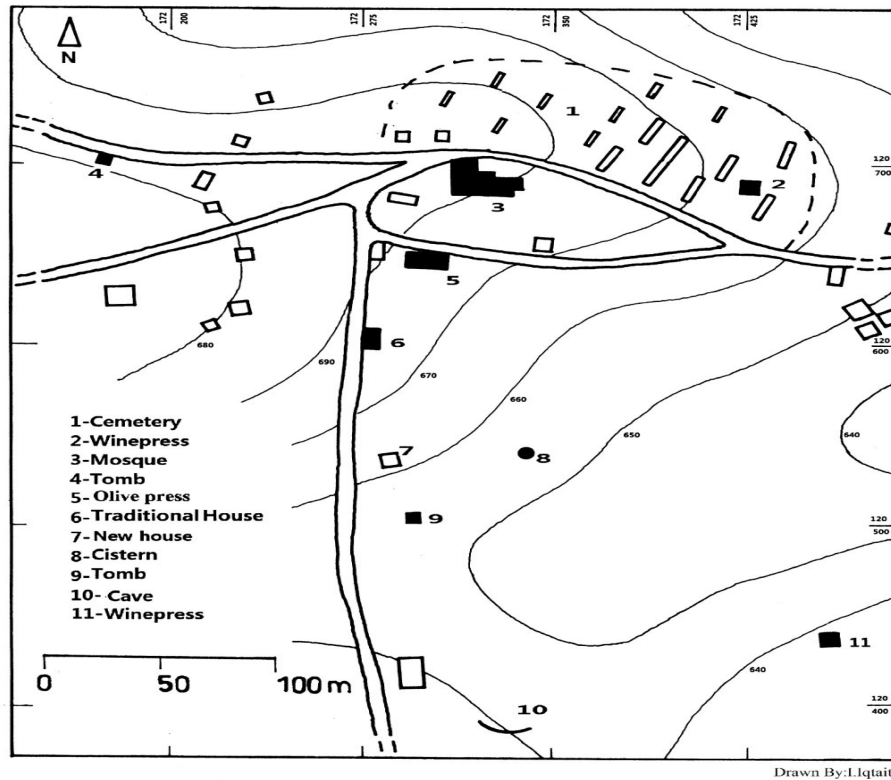 172 200
172 275
172 350
172 425
N
1
120
700
4
2
3
5
120
600
6
680
690
670
660
650
640
1-Cemetery
2-Winepress
3-Mosque
4-Tomb
5-Olive press
6-Traditional House
7-New house
8-Cistern
9-Tomb
10-Cave
11-Winepress
7
8
9
120
500
11
640
0 50 100 m
10
120
400
Drawn By:Llqtait